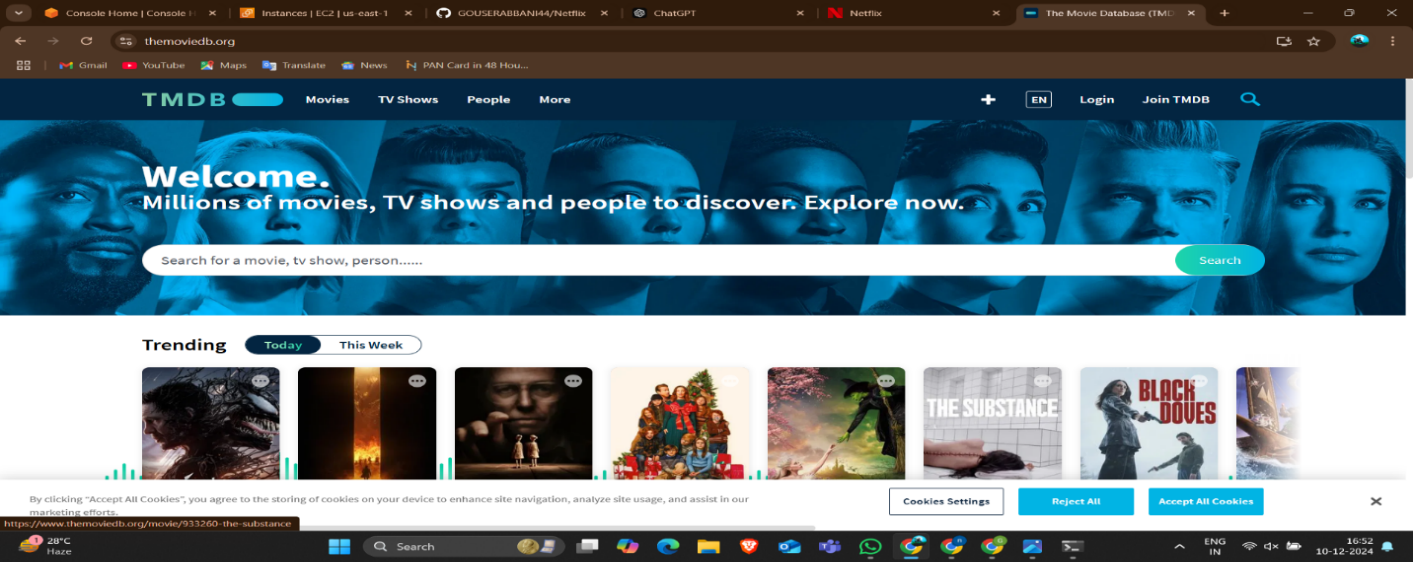 Console Home | Console H
Instances | EC2 | us-east-1
GOUSERABBANI44/Netflix
ChatGPT
Netflix
The Movie Database (TMD
themoviedb.org
Gmail
YouTube
Maps
Translate
News
PAN Card in 48 Hou...
TMDB
Movies
TV Shows
People
More
EN
Login
Join TMDB
Welcome.
Millions of movies, TV shows and people to discover. Explore now.
Search for a movie, tv show, person......
Search
Trending
Today
This Week
THE SUBSTANCE
BLACK
DOVES
By clicking "Accept All Cookies", you agree to the storing of cookies on your device to enhance site navigation, analyze site usage, and assist in our
marketing efforts.
Cookies Settings
Reject All
Accept All Cookies
https://www.themoviedb.org/movie/933260-the-substance
1
28°C
Haze
Search
ENG
IN
16:52
10-12-2024